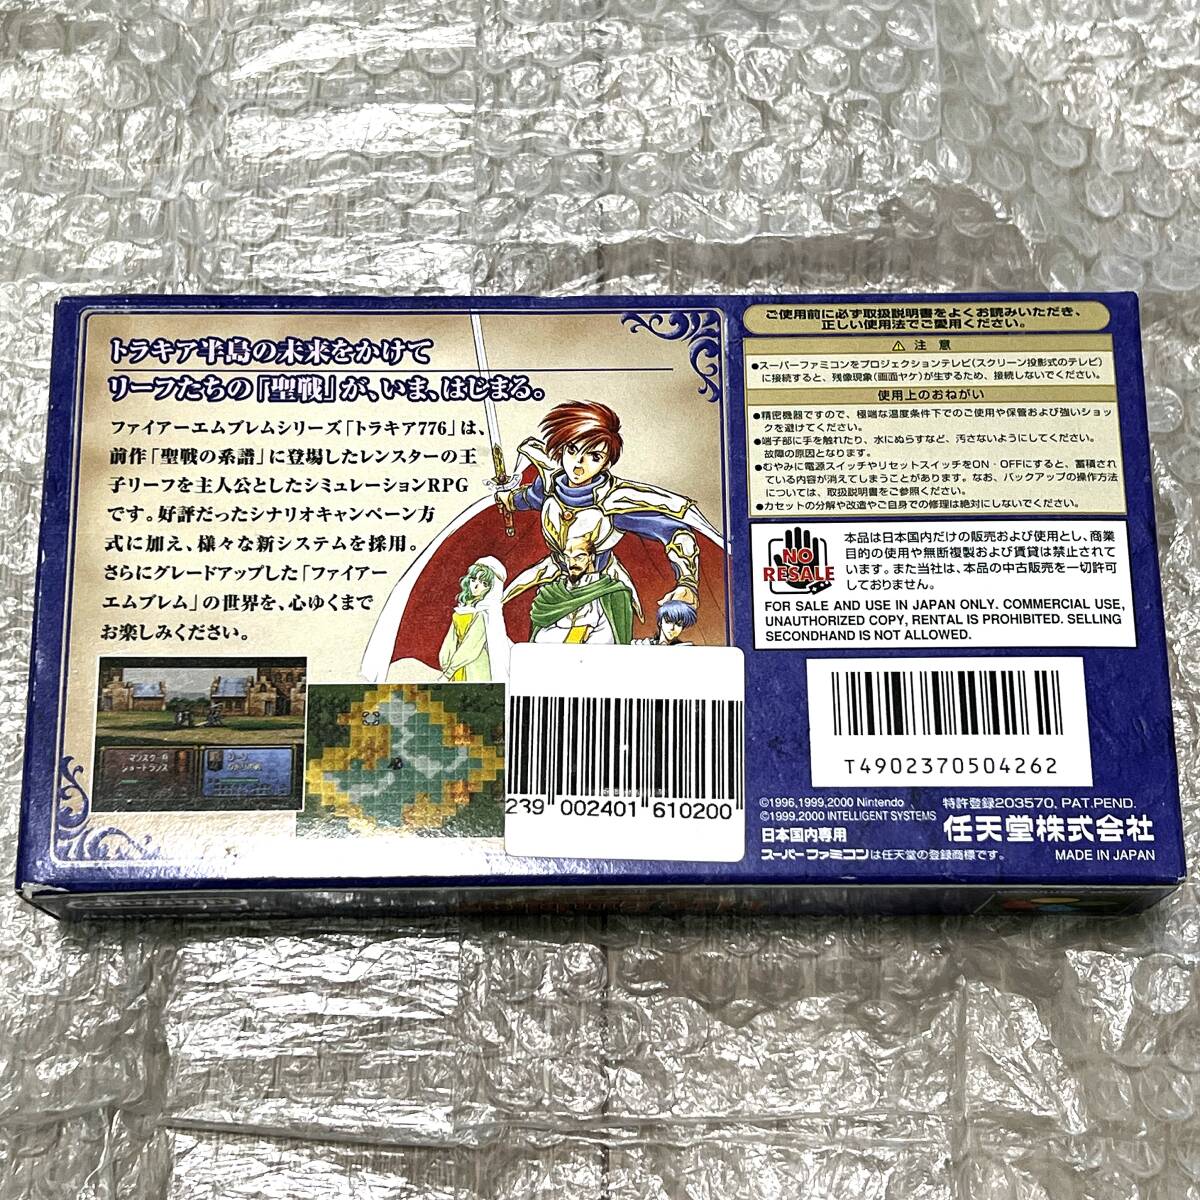 トラキア半島の未来をかけて
リーフたちの「聖戦」が、いま、はじまる。
ファイアーエムブレムシリーズ「トラキア776」は、
前作「聖戦の系譜」に登場したレンスターの王
子リーフを主人公としたシミュレーションRPG
です。好評だったシナリオキャンペーン方
式に加え、様々な新システムを採用。
さらにグレードアップした「ファイアー
エムブレム」の世界を、心ゆくまで
お楽しみください。
マンスター6
ショートランス
リーフ
239 002401 610200
ご使用前に必ず取扱説明書をよくお読みいただき、
正しい使用法でご愛用ください。
⚠ 注 意
●スーパーファミコンをプロジェクションテレビ(スクリーン投影式のテレビ)
に接続すると、残像現象(画面ヤケ)が生ずるため、接続しないでください。
使用上のおねがい
●精密機器ですので、極端な温度条件下でのご使用や保管および強いショッ
クを避けてください。
●端子部に手を触れたり、水にぬらすなど、汚さないようにしてください。
故障の原因となります。
●むやみに電源スイッチやリセットスイッチをON・OFFにすると、蓄積され
ている内容が消えてしまうことがあります。なお、バックアップの操作方法
については、取扱説明書をご参照ください。
●カセットの分解や改造やご自身での修理は絶対にしないでください。
NO
RESALE
本品は日本国内だけの販売および使用とし、商業
目的の使用や無断複製および賃貸は禁止されて
います。また当社は、本品の中古販売を一切許可
しておりません。
FOR SALE AND USE IN JAPAN ONLY. COMMERCIAL USE,
UNAUTHORIZED COPY, RENTAL IS PROHIBITED. SELLING
SECONDHAND IS NOT ALLOWED.
T4902370504262
©1996,1999,2000 Nintendo
©1999,2000 INTELLIGENT SYSTEMS
日本国内専用
スーパーファミコンは任天堂の登録商標です。
特許登録203570, PAT.PEND.
任天堂株式会社
MADE IN JAPAN